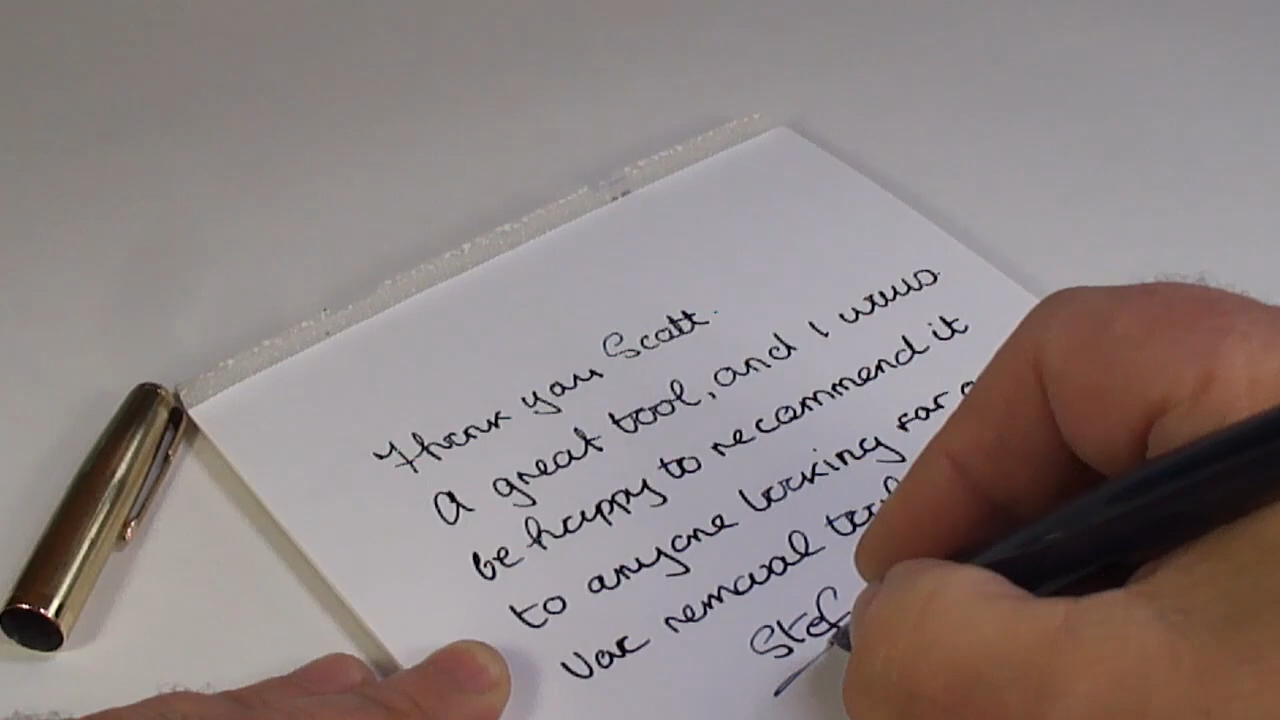 Thank you Scott.
A great tool, and I would
be happy to recommend it
to anyone looking for a
Vac removal tool
Stef